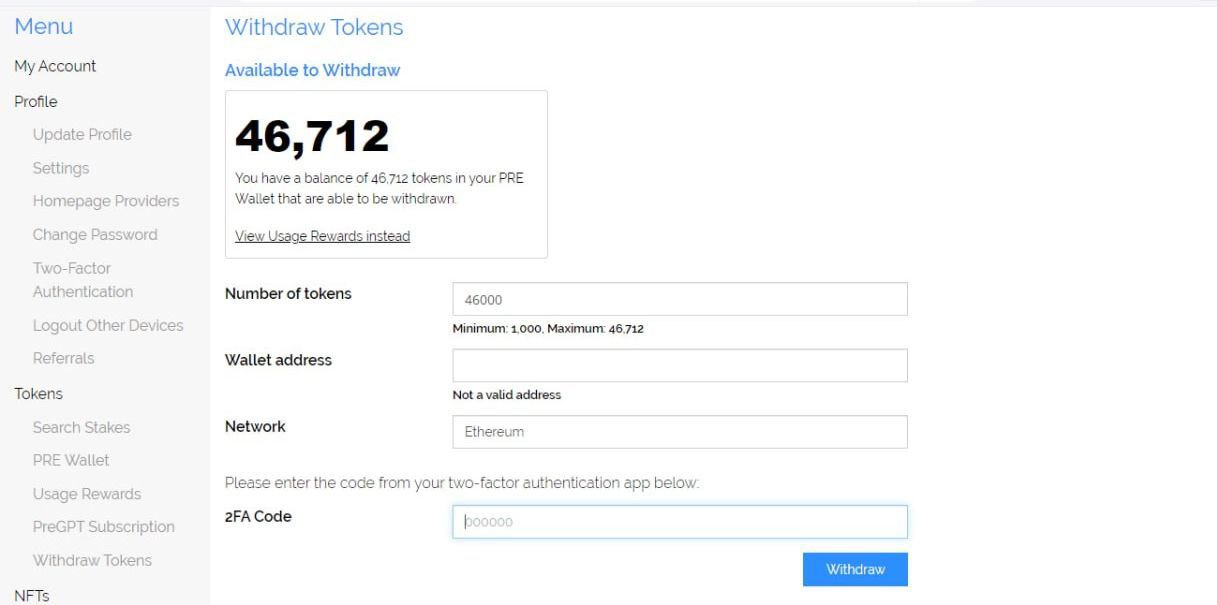 Menu
My Account
Profile
Update Profile
Settings
Homepage Providers
Change Password
Two-Factor
Authentication
Logout Other Devices
Referrals
Tokens
Search Stakes
PRE Wallet
Usage Rewards
PreGPT Subscription
Withdraw Tokens
NFTs
Withdraw Tokens
Available to Withdraw
46,712
You have a balance of 46,712 tokens in your PRE
Wallet that are able to be withdrawn.
View Usage Rewards instead
Number of tokens
46000
Minimum: 1,000, Maximum: 46,712
Wallet address
Not a valid address
Network
Ethereum
Please enter the code from your two-factor authentication app below:
2FA Code
000000
Withdraw